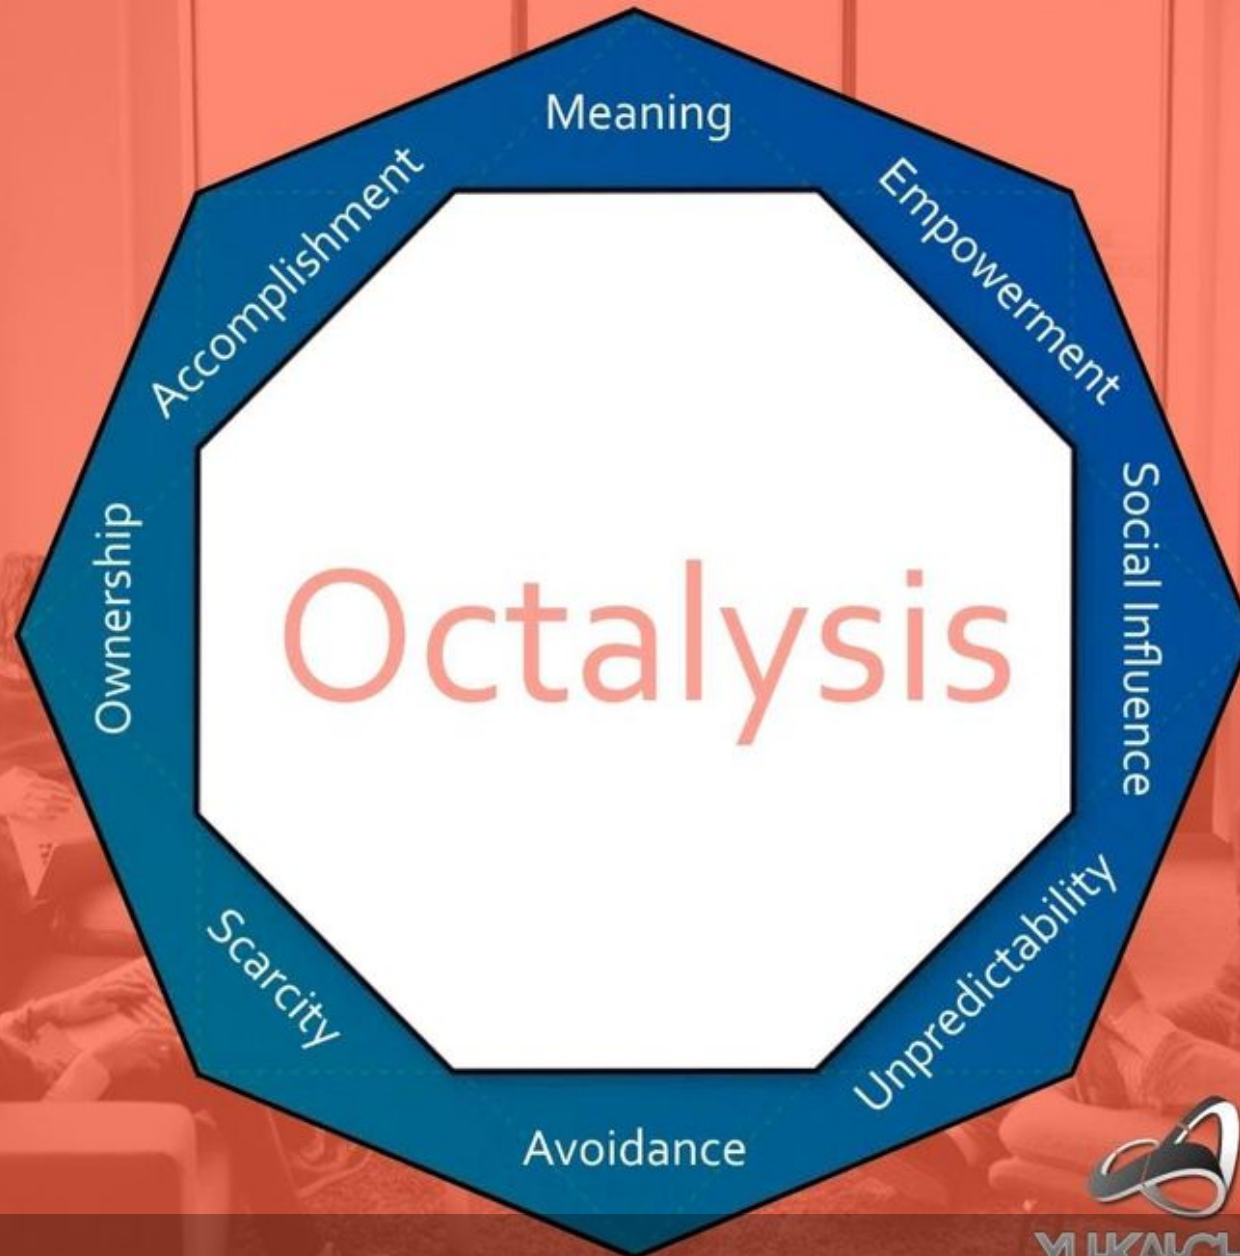 Meaning
Accomplishment
Empowerment
Ownership
Octalysis
Social Influence
Scarcity
Unpredictability
Avoidance